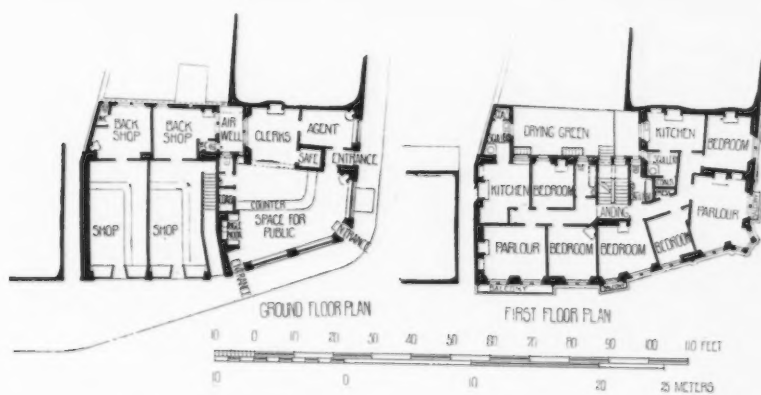 BACK SHOP
BACK SHOP
AIR WELL
CLERKS
AGENT
SAFE
ENTRANCE
COUNTER
SPACE FOR PUBLIC
SHOP
SHOP
ENTRANCE
ENTRANCE
GROUND FLOOR PLAN
DRYING GREEN
KITCHEN
BEDROOM
KITCHEN
BEDROOM
LANDING
PARLOUR
PARLOUR
BEDROOM
BEDROOM
BEDROOM
BALCONY
FIRST FLOOR PLAN
10 0 10 20 30 40 50 60 70 80 90 100 110 FEET
10 0 10 20 25 METERS